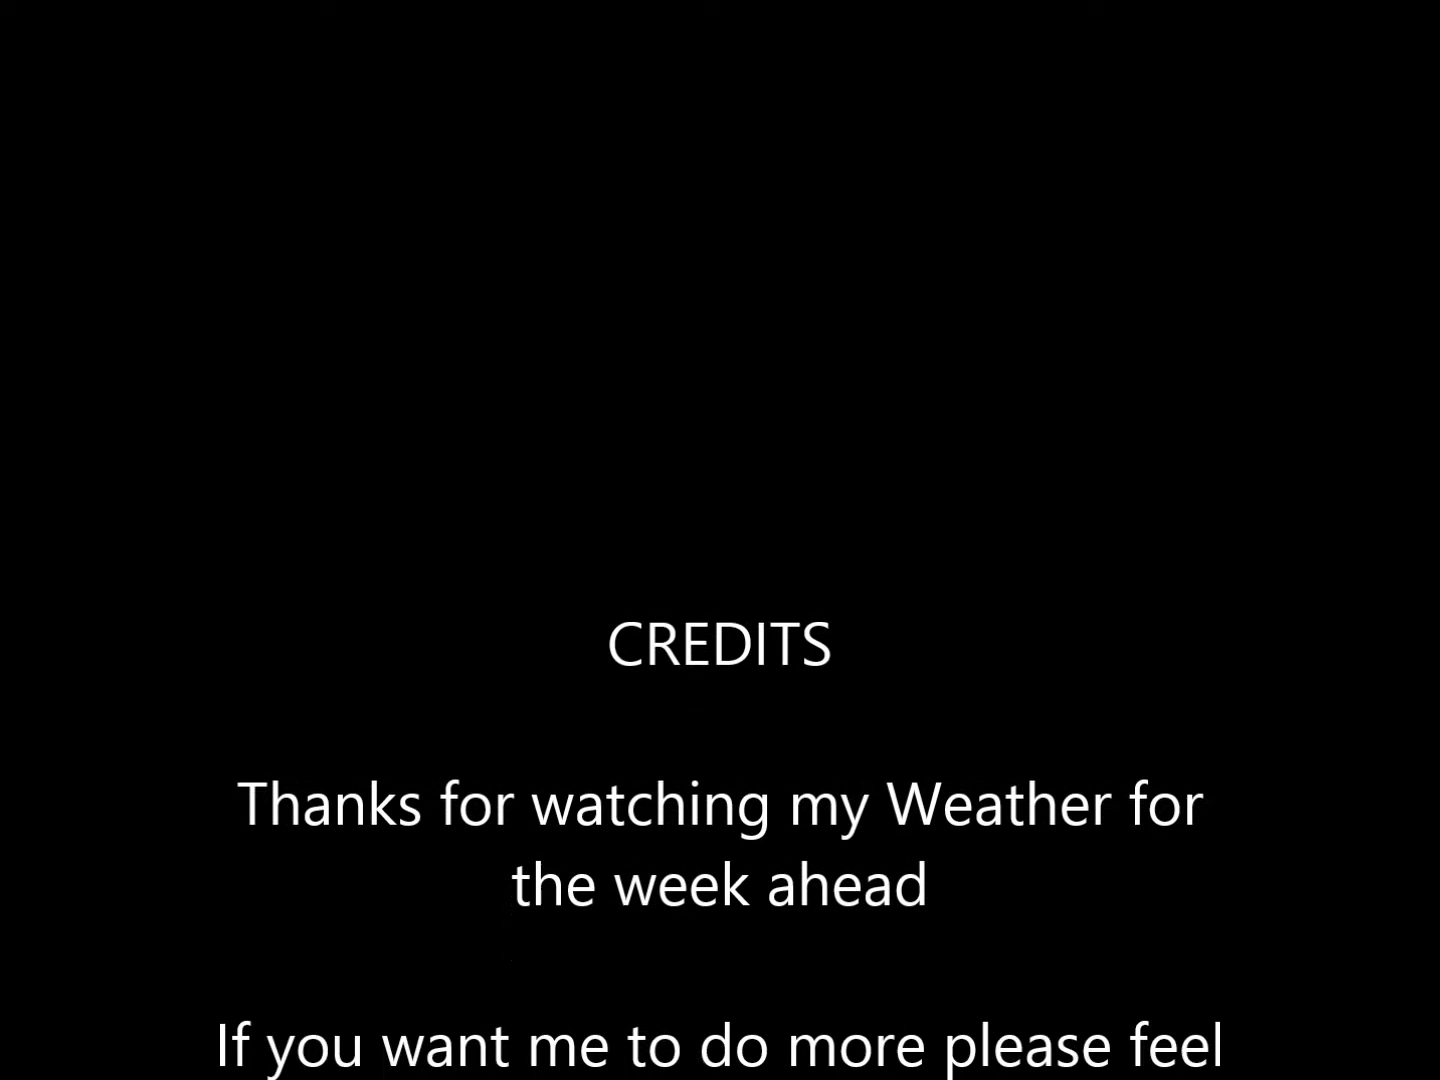 CREDITS
Thanks for watching my Weather for
the week ahead
If you want me to do more please feel